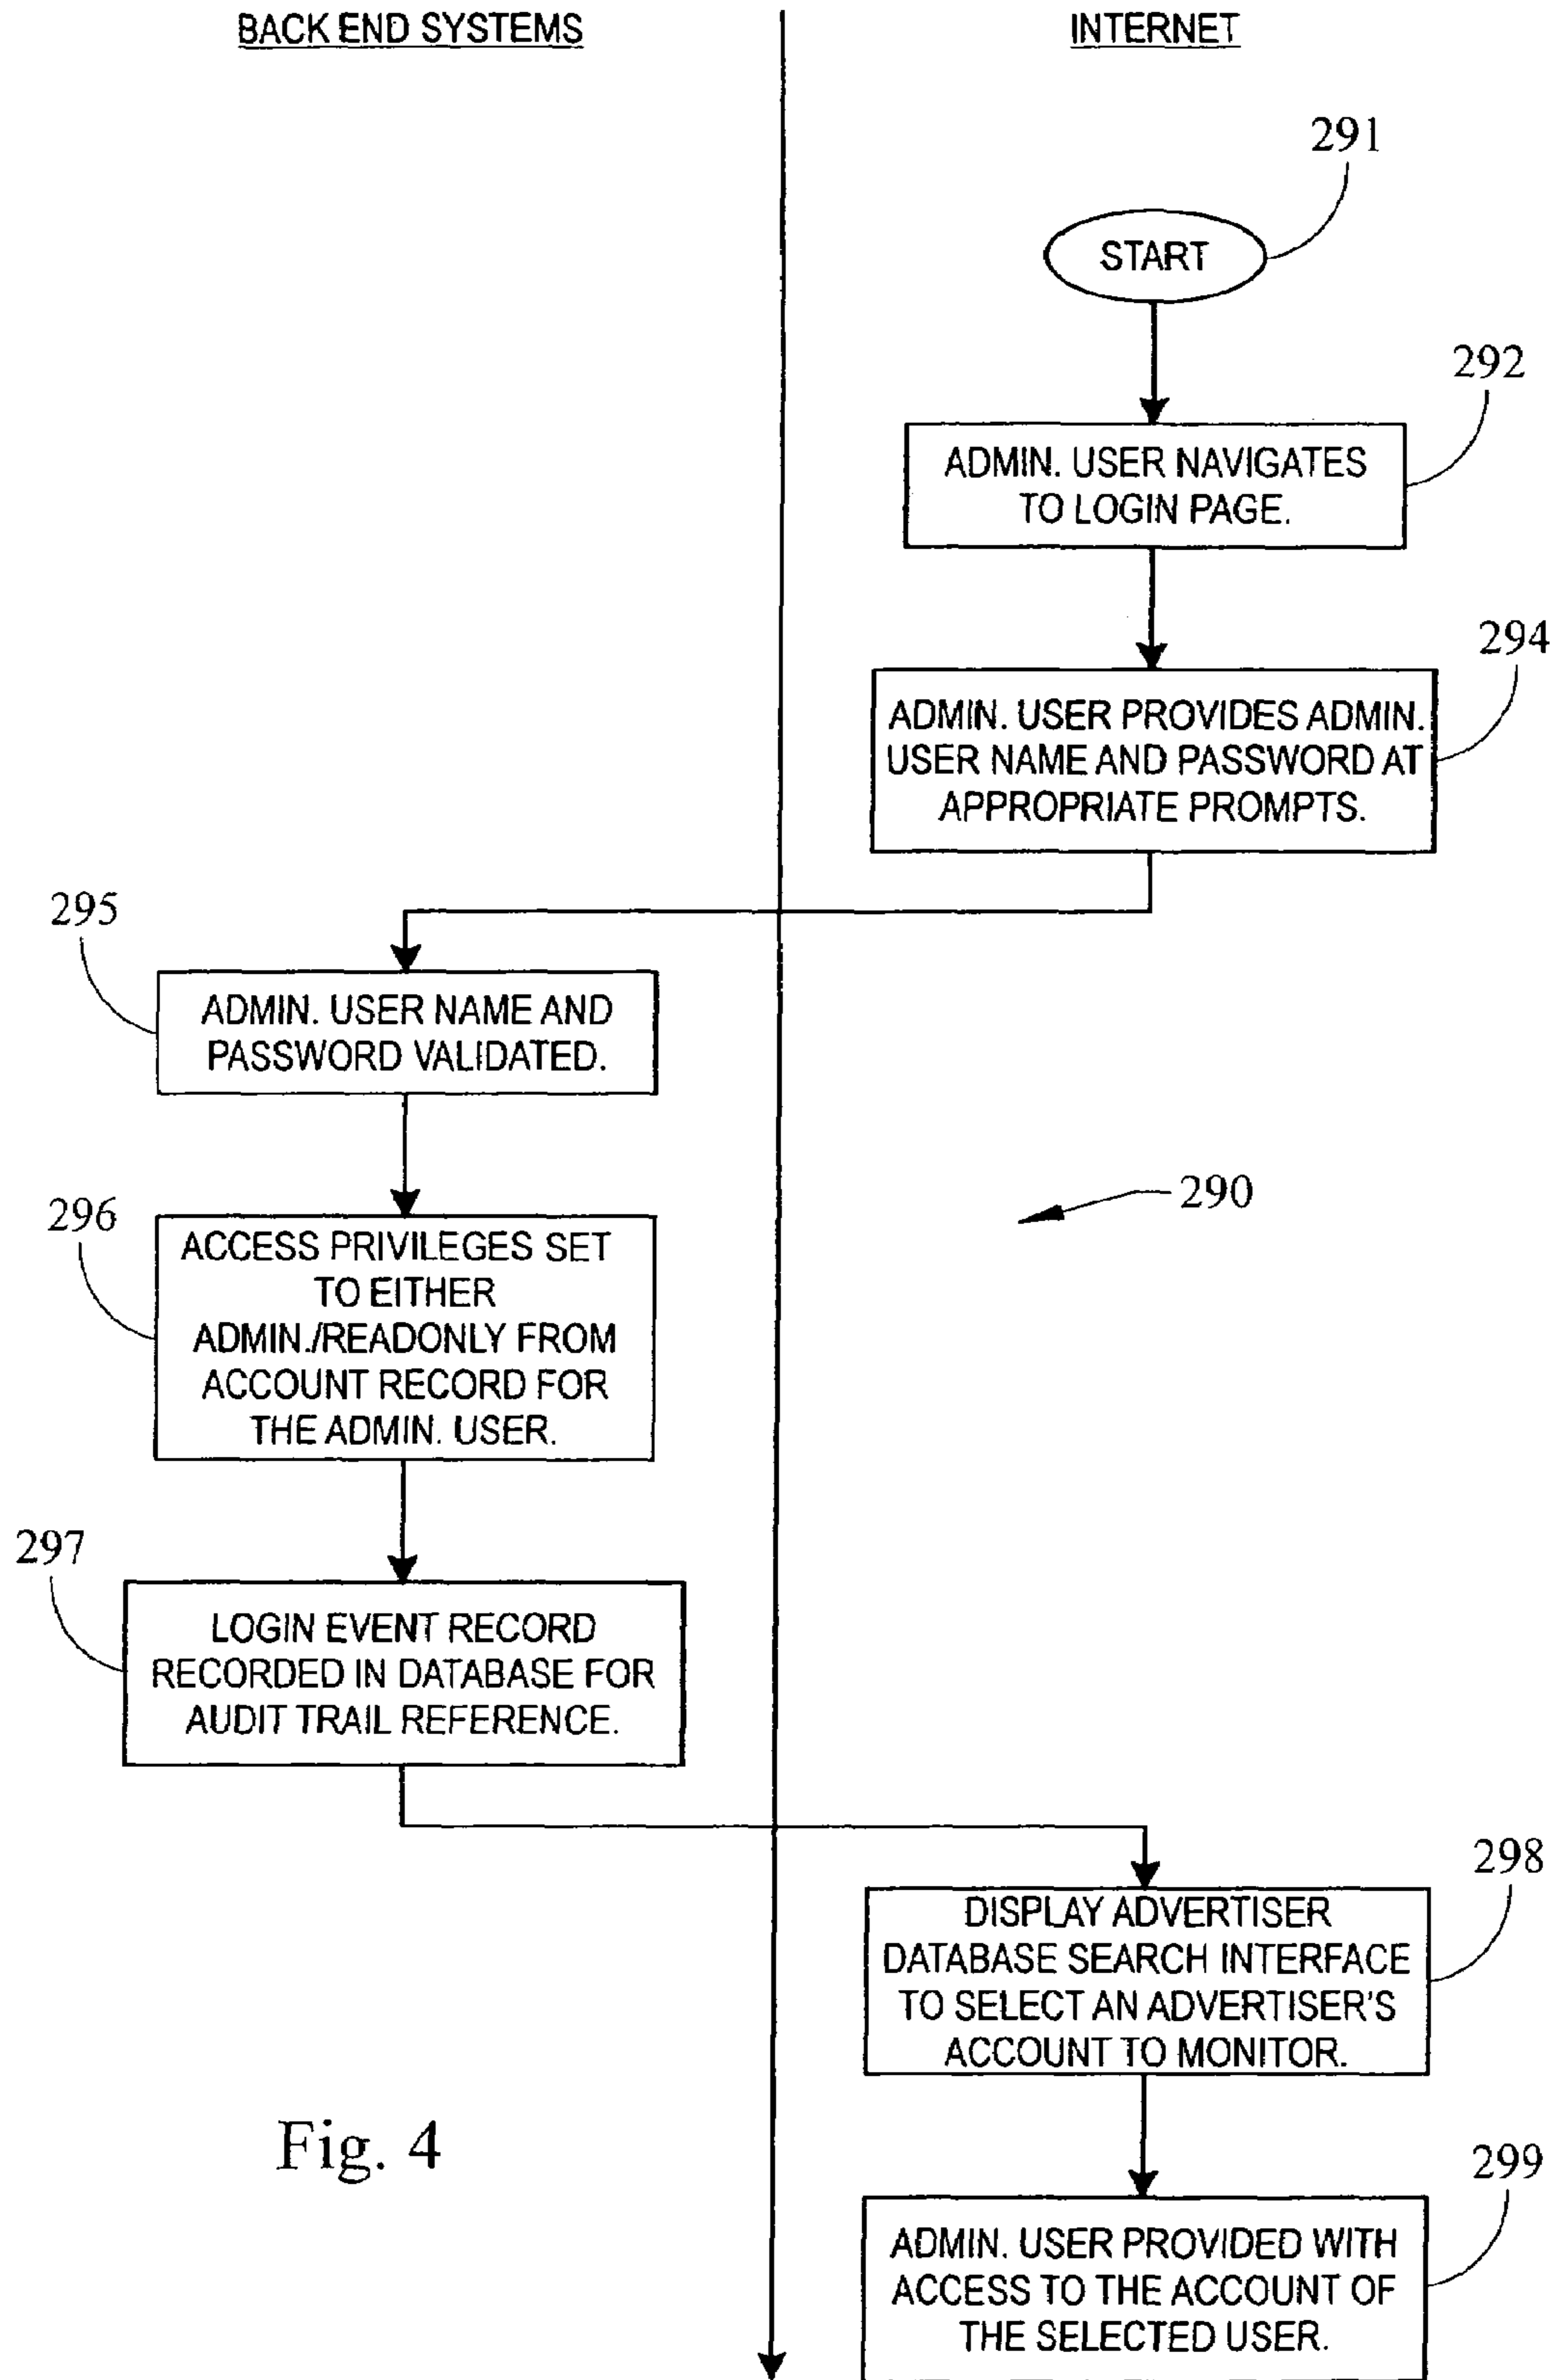 BACK END SYSTEMS
INTERNET
291
START
292
ADMIN. USER NAVIGATES
TO LOGIN PAGE.
294
ADMIN. USER PROVIDES ADMIN.
USER NAME AND PASSWORD AT
APPROPRIATE PROMPTS.
295
ADMIN. USER NAME AND
PASSWORD VALIDATED.
290
296
ACCESS PRIVILEGES SET
TO EITHER
ADMIN./READONLY FROM
ACCOUNT RECORD FOR
THE ADMIN. USER.
297
LOGIN EVENT RECORD
RECORDED IN DATABASE FOR
AUDIT TRAIL REFERENCE.
298
DISPLAY ADVERTISER
DATABASE SEARCH INTERFACE
TO SELECT AN ADVERTISER'S
ACCOUNT TO MONITOR.
Fig. 4
299
ADMIN. USER PROVIDED WITH
ACCESS TO THE ACCOUNT OF
THE SELECTED USER.